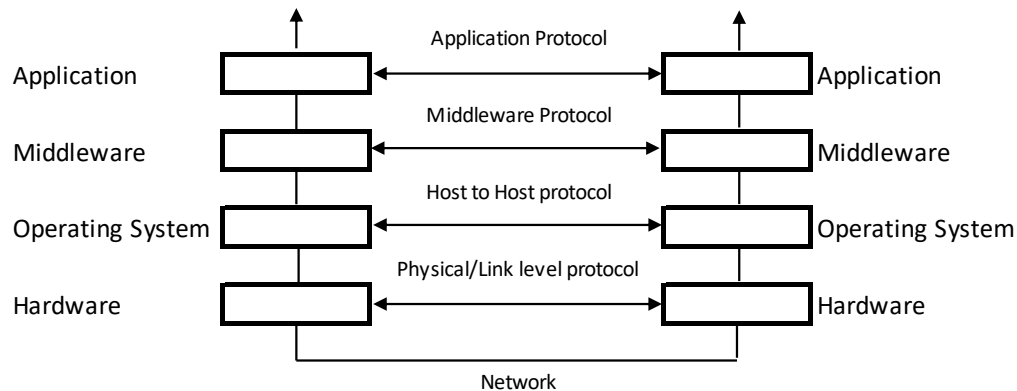 Application Protocol
Application
Application
Middleware Protocol
Middleware
Middleware
Host to Host protocol
Operating System
Operating System
Physical/Link level protocol
Hardware
Hardware
Network